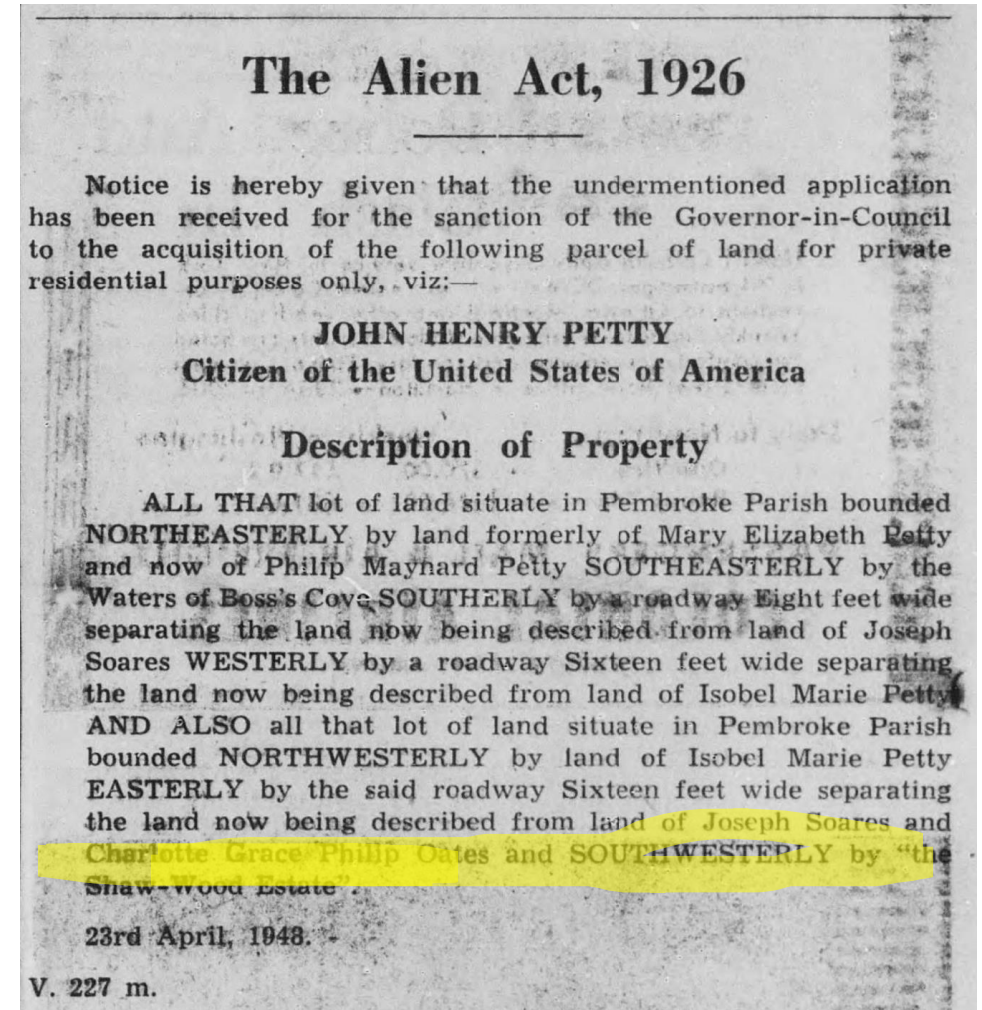 The Alien Act, 1926
Notice is hereby given that the undermentioned application
has been received for the sanction of the Governor-in-Council
to the acquisition of the following parcel of land for private
residential purposes only, viz:—
JOHN HENRY PETTY
Citizen of the United States of America
Description of Property
ALL THAT lot of land situate in Pembroke Parish bounded
NORTHEASTERLY by land formerly of Mary Elizabeth Petty
and now of Philip Maynard Petty SOUTHEASTERLY by the
Waters of Boss's Cove SOUTHERLY by a roadway Eight feet wide
separating the land now being described from land of Joseph
Soares WESTERLY by a roadway Sixteen feet wide separating
the land now being described from land of Isobel Marie Petty
AND ALSO all that lot of land situate in Pembroke Parish
bounded NORTHWESTERLY by land of Isobel Marie Petty
EASTERLY by the said roadway Sixteen feet wide separating
the land now being described from land of Joseph Soares and
Charlotte Grace Philip Oates and SOUTHWESTERLY by "the
Shaw-Wood Estate".
23rd April, 1948.
V. 227 m.